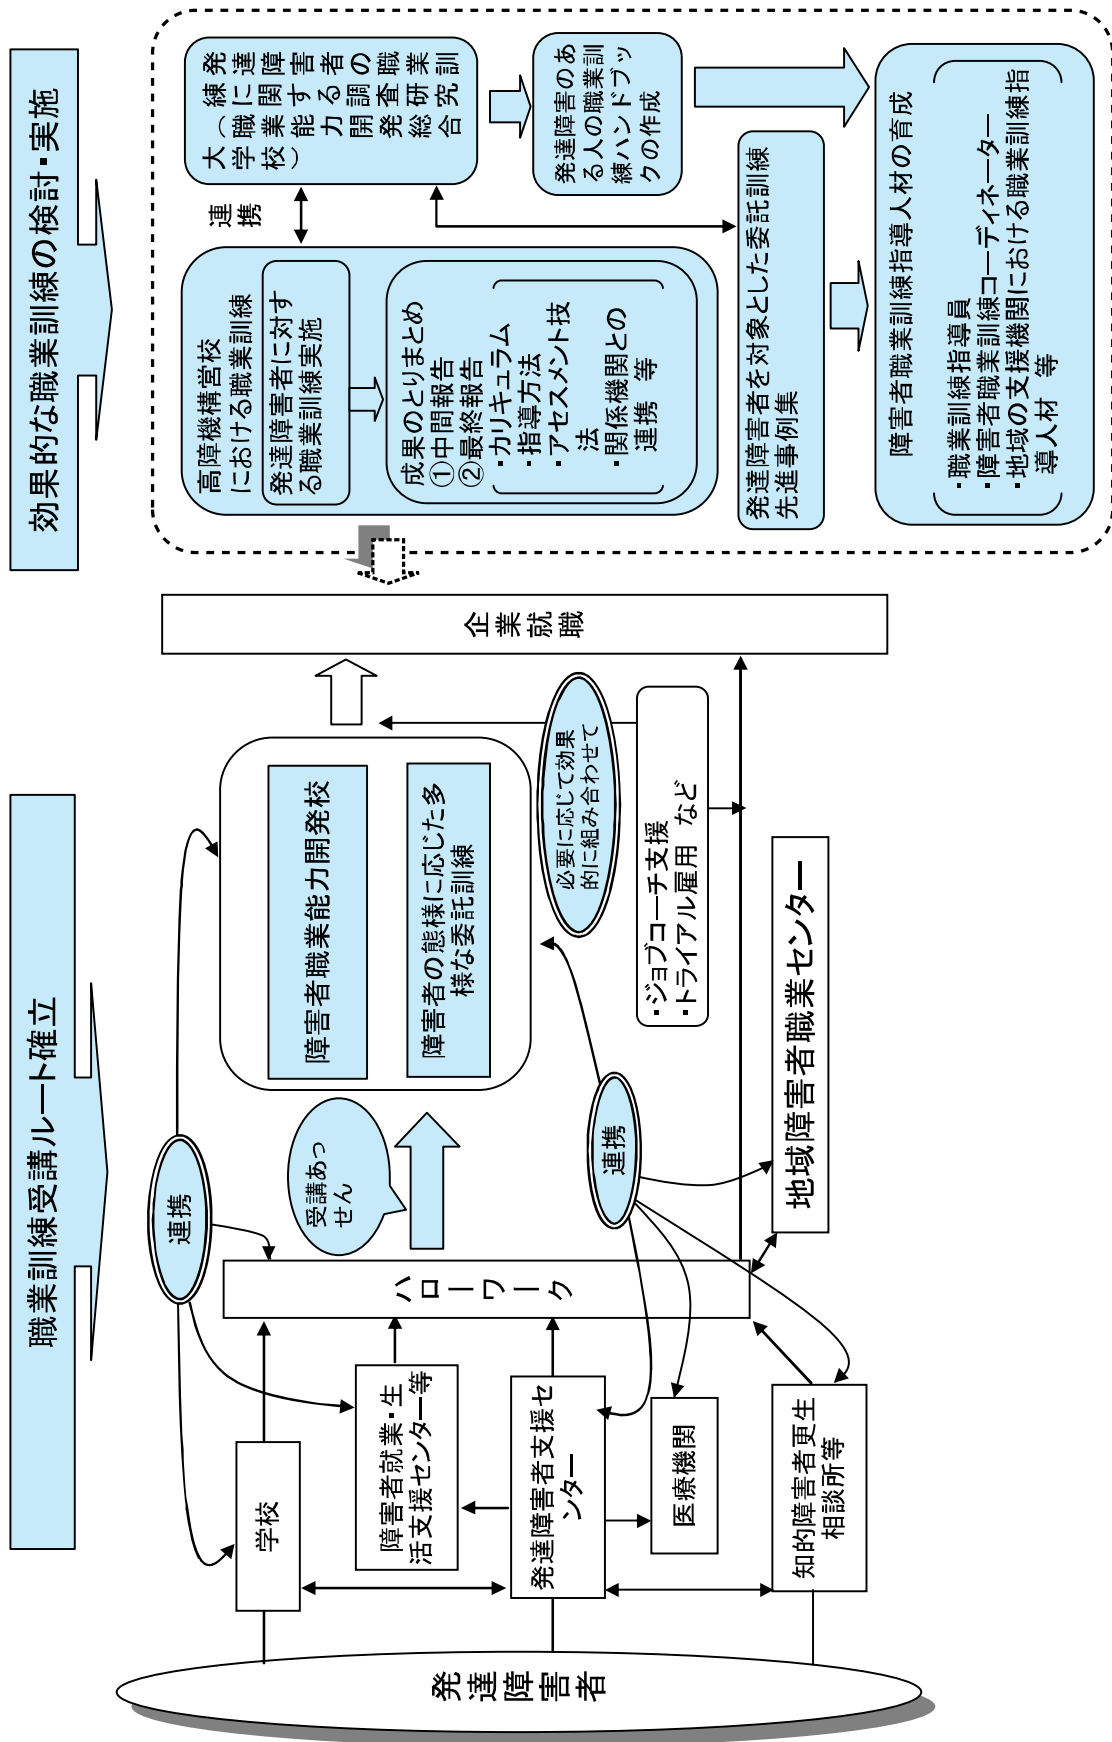 職業訓練受講ルート確立
効果的な職業訓練の検討・実施
発達障害者
学校
障害者就業・生
活支援センター等
発達障害者支援セ
ンター
医療機関
知的障害者更生
相談所等
連携
ハローワーク
受講あっ
せん
連携
障害者職業能力開発校
障害者の態様に応じた多
様な委託訓練
必要に応じて効果
的に組み合わせて
・ジョブコーチ支援
・トライアル雇用 など
地域障害者職業センター
企業就職
高障機構営校
における職業訓練
発達障害者に対す
る職業訓練実施
成果のとりまとめ
①中間報告
②最終報告
・カリキュラム
・指導方法
・アセスメント技
法
・関係機関との
連携 等
連携
発達障害者の職業訓
練に関する調査研究
大（職業能力開発総合
学校）
発達障害のあ
る人の職業訓
練ハンドブッ
クの作成
発達障害者を対象とした委託訓練
先進事例集
障害者職業訓練指導人材の育成
・職業訓練指導員
・障害者職業訓練コーディネーター
・地域の支援機関における職業訓練指
導人材 等